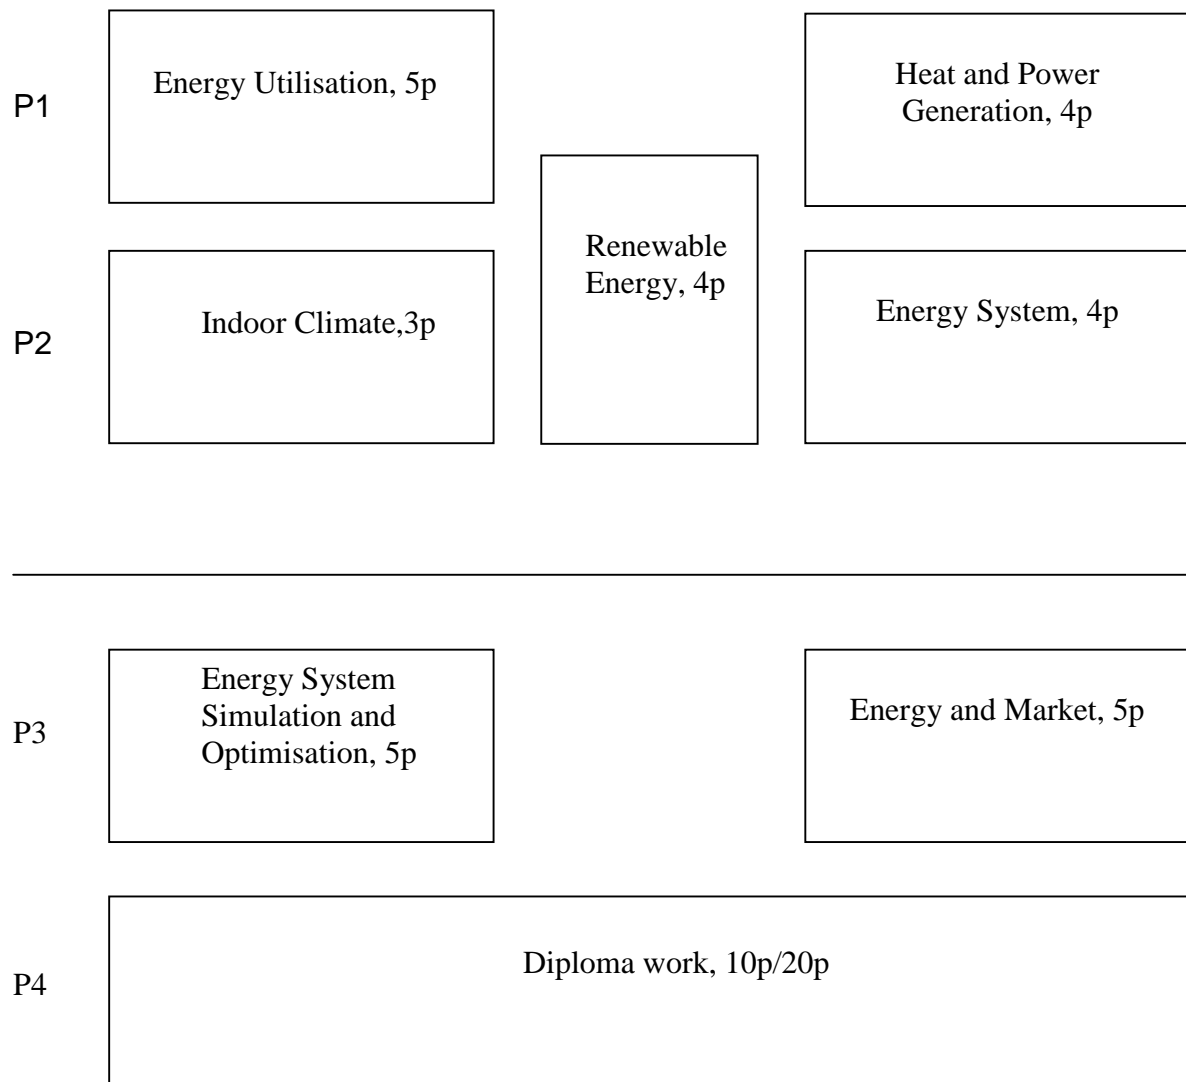 P1
Energy Utilisation, 5p
Heat and Power
Generation, 4p
Renewable
Energy, 4p
P2
Indoor Climate,3p
Energy System, 4p
P3
Energy System
Simulation and
Optimisation, 5p
Energy and Market, 5p
P4
Diploma work, 10p/20p